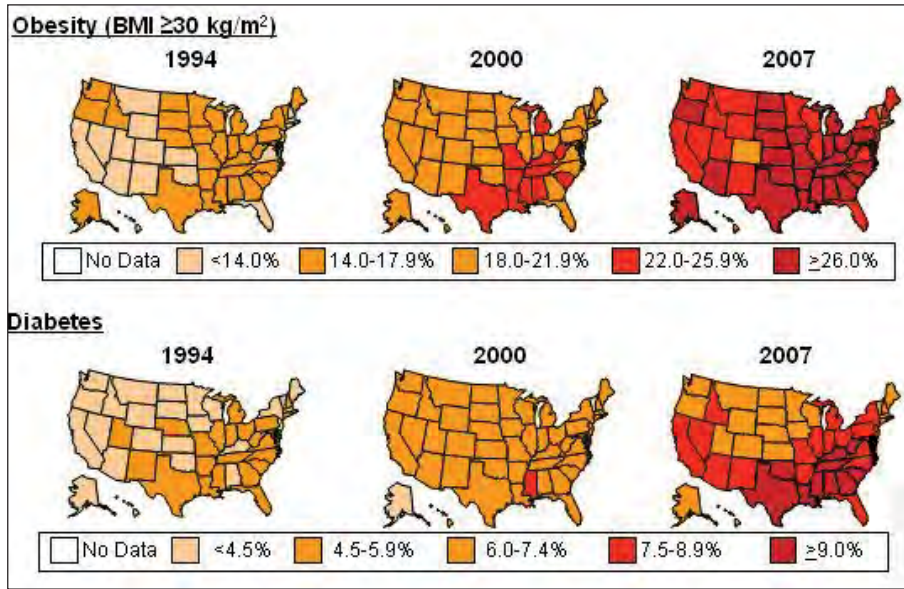 Obesity (BMI ≥30 kg/m²)
1994 2000 2007
No Data <14.0% 14.0-17.9% 18.0-21.9% 22.0-25.9% ≥26.0%
Diabetes
1994 2000 2007
No Data <4.5% 4.5-5.9% 6.0-7.4% 7.5-8.9% ≥9.0%